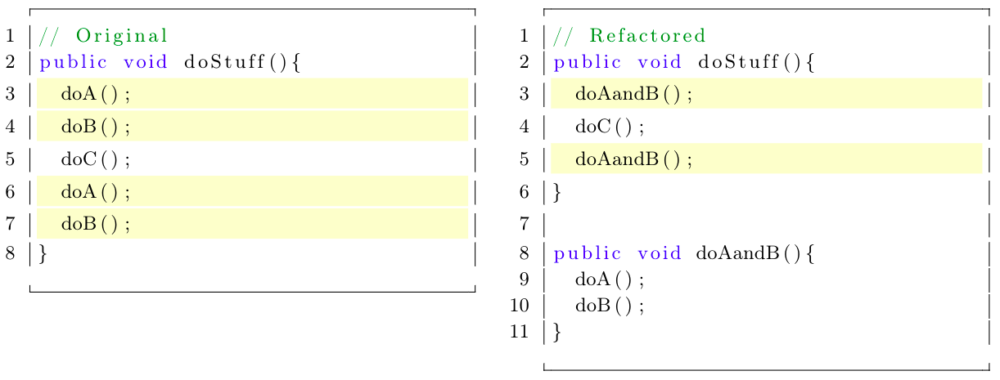 1 // Original
2 public void doStuff(){
3 doA();
4 doB();
5 doC();
6 doA();
7 doB();
8 }
1 // Refactored
2 public void doStuff(){
3 doAandB();
4 doC();
5 doAandB();
6 }
7
8 public void doAandB(){
9 doA();
10 doB();
11 }